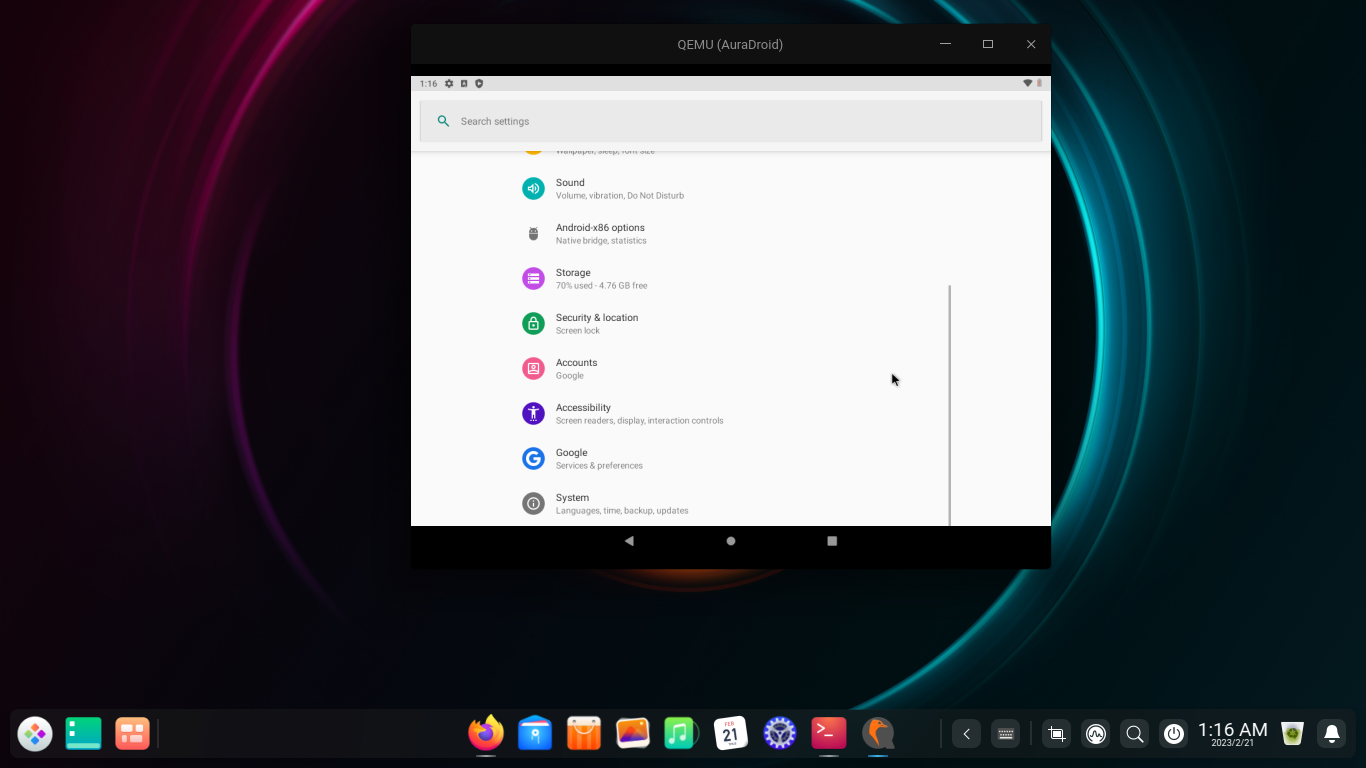 QEMU (AuraDroid)
1:16
Search settings
Wallpaper, sleep, font size
Sound
Volume, vibration, Do Not Disturb
Android-x86 options
Native bridge, statistics
Storage
70% used - 4.76 GB free
Security & location
Screen lock
Accounts
Google
Accessibility
Screen readers, display, interaction controls
Google
Services & preferences
System
Languages, time, backup, updates
FEB
21
1:16 AM
2023/2/21